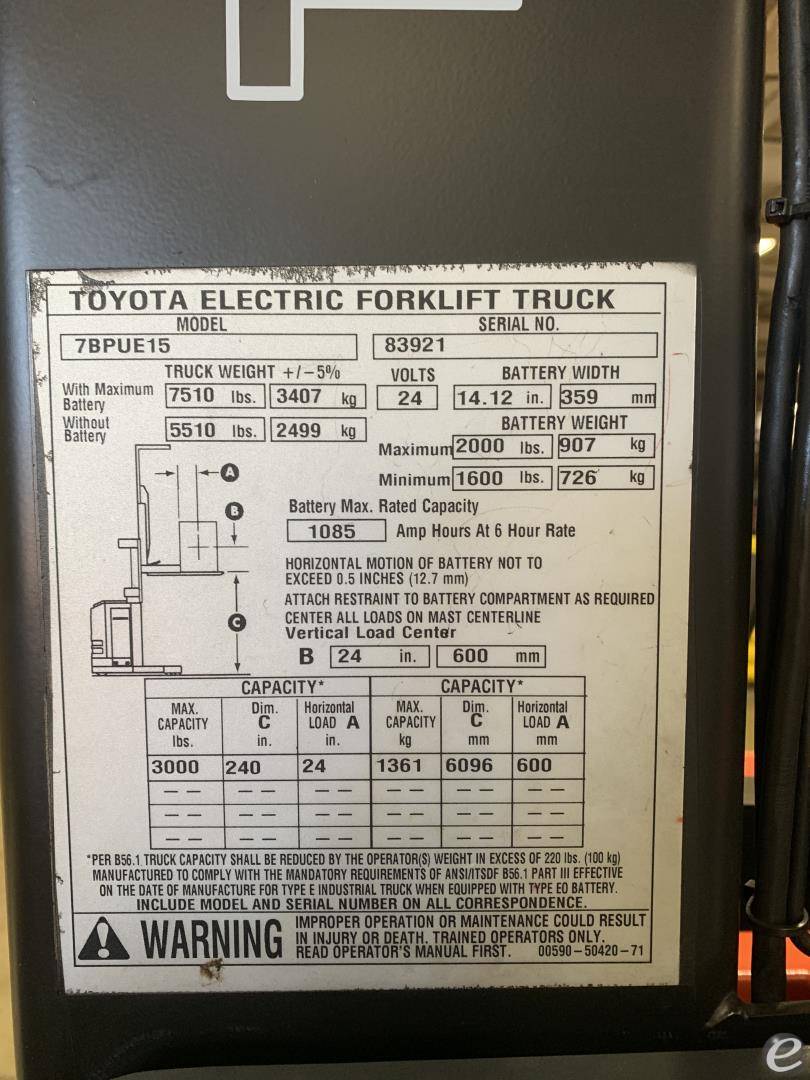 TOYOTA ELECTRIC FORKLIFT TRUCK
MODEL SERIAL NO.
7BPUE15 83921
TRUCK WEIGHT +/-5% VOLTS BATTERY WIDTH
With Maximum Battery 7510 lbs. 3407 kg 24 14.12 in. 359 mm
Without Battery 5510 lbs. 2499 kg
BATTERY WEIGHT
Maximum 2000 lbs. 907 kg
Minimum 1600 lbs. 726 kg
A
B
C
Battery Max. Rated Capacity
1085 Amp Hours At 6 Hour Rate
HORIZONTAL MOTION OF BATTERY NOT TO
EXCEED 0.5 INCHES (12.7 mm)
ATTACH RESTRAINT TO BATTERY COMPARTMENT AS REQUIRED
CENTER ALL LOADS ON MAST CENTERLINE
Vertical Load Center
B 24 in. 600 mm
CAPACITY* CAPACITY*
MAX. CAPACITY lbs. Dim. C in. Horizontal LOAD A in. MAX. CAPACITY kg Dim. C mm Horizontal LOAD A mm
3000 240 24 1361 6096 600
-- -- -- -- -- --
-- -- -- -- -- --
-- -- -- -- -- --
*PER B56.1 TRUCK CAPACITY SHALL BE REDUCED BY THE OPERATOR(S) WEIGHT IN EXCESS OF 220 lbs. (100 kg)
MANUFACTURED TO COMPLY WITH THE MANDATORY REQUIREMENTS OF ANSI/ITSDF B56.1 PART III EFFECTIVE
ON THE DATE OF MANUFACTURE FOR TYPE E INDUSTRIAL TRUCK WHEN EQUIPPED WITH TYPE EO BATTERY.
INCLUDE MODEL AND SERIAL NUMBER ON ALL CORRESPONDENCE.
WARNING
IMPROPER OPERATION OR MAINTENANCE COULD RESULT
IN INJURY OR DEATH. TRAINED OPERATORS ONLY.
READ OPERATOR'S MANUAL FIRST. 00590-50420-71
e